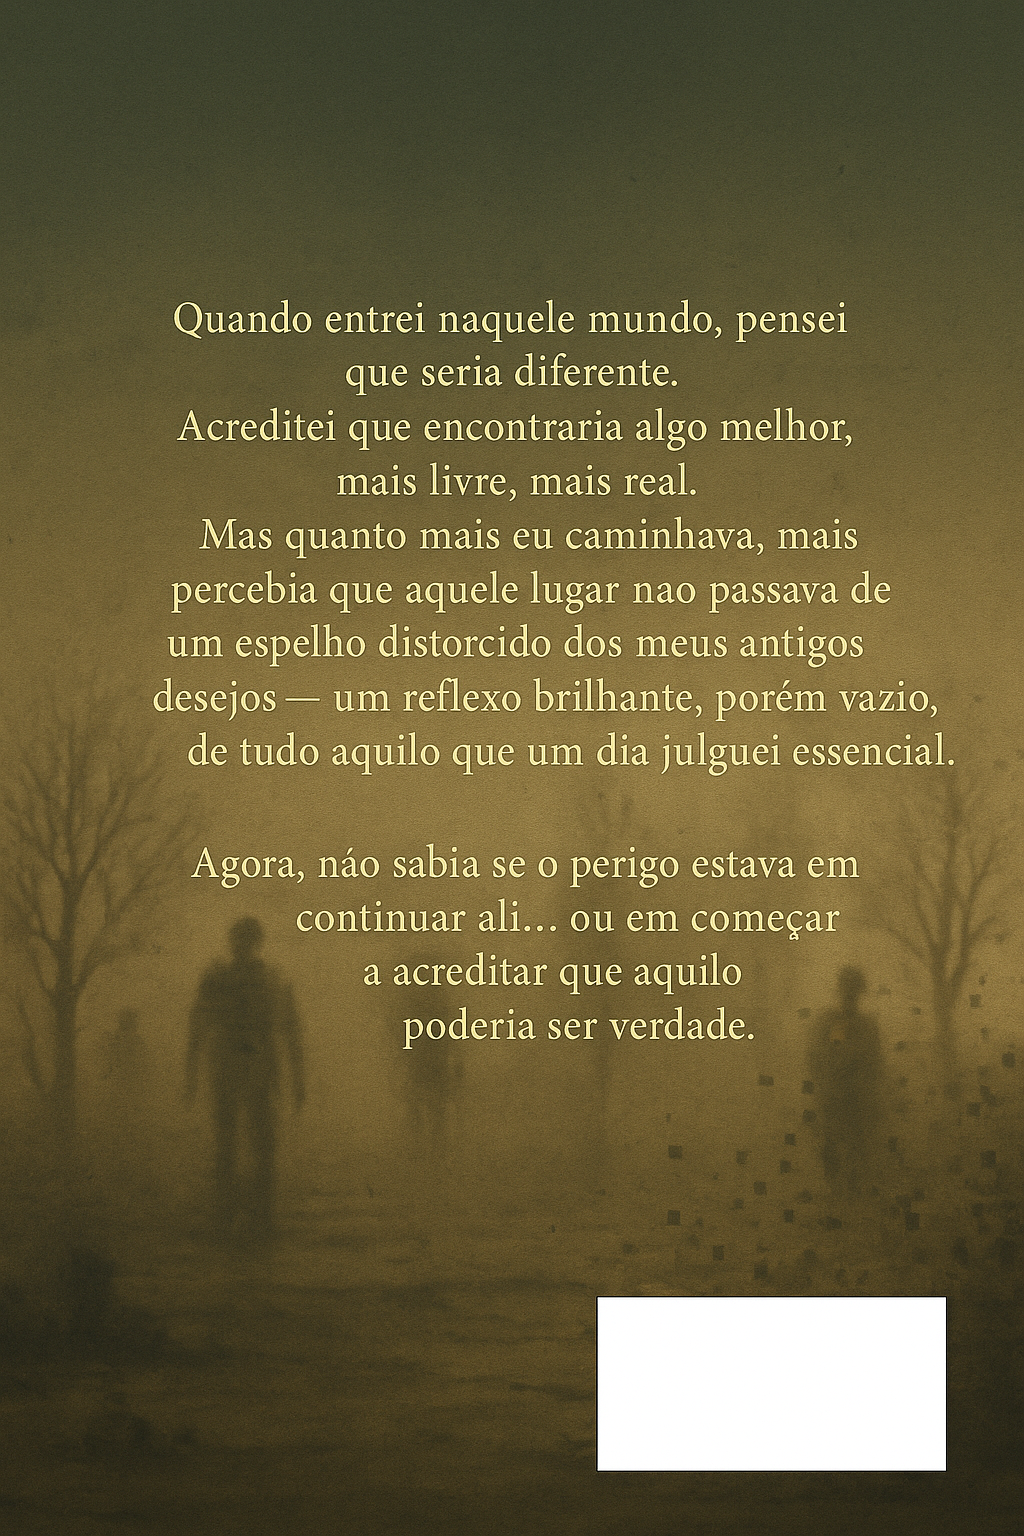 Quando entrei naquele mundo, pensei
que seria diferente.
Acreditei que encontraria algo melhor,
mais livre, mais real.
Mas quanto mais eu caminhava, mais
percebia que aquele lugar nao passava de
um espelho distorcido dos meus antigos
desejos — um reflexo brilhante, porém vazio,
de tudo aquilo que um dia julguei essencial.
Agora, náo sabia se o perigo estava em
continuar ali... ou em começar
a acreditar que aquilo
poderia ser verdade.